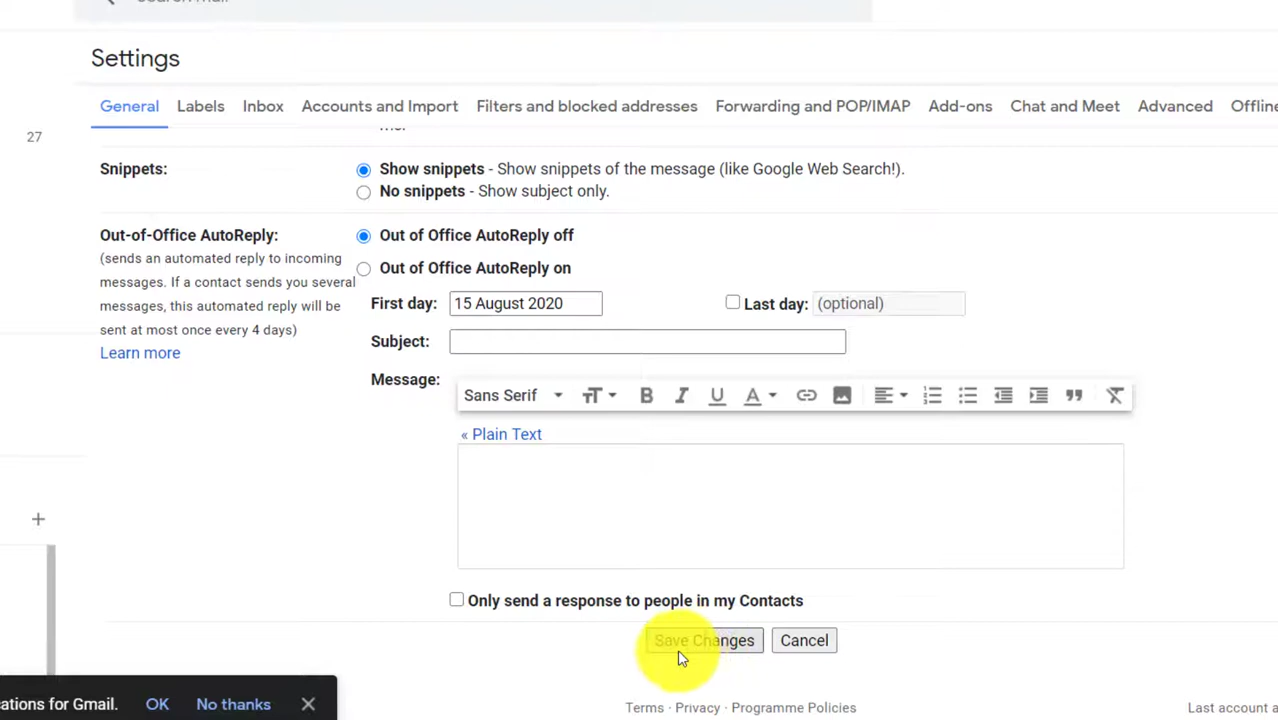 Settings
General Labels Inbox Accounts and Import Filters and blocked addresses Forwarding and POP/IMAP Add-ons Chat and Meet Advanced Offline
27
Snippets:
Show snippets - Show snippets of the message (like Google Web Search!).
No snippets - Show subject only.
Out-of-Office AutoReply:
(sends an automated reply to incoming
messages. If a contact sends you several
messages, this automated reply will be
sent at most once every 4 days)
Learn more
Out of Office AutoReply off
Out of Office AutoReply on
First day: 15 August 2020 Last day: (optional)
Subject:
Message:
Sans Serif
« Plain Text
Only send a response to people in my Contacts
Save Changes Cancel
ations for Gmail. OK No thanks
Terms · Privacy · Programme Policies
Last account a